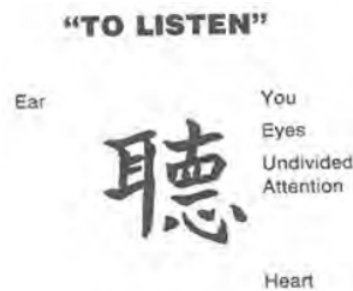 “TO LISTEN”
Ear
聽
You
Eyes
Undivided
Attention
Heart